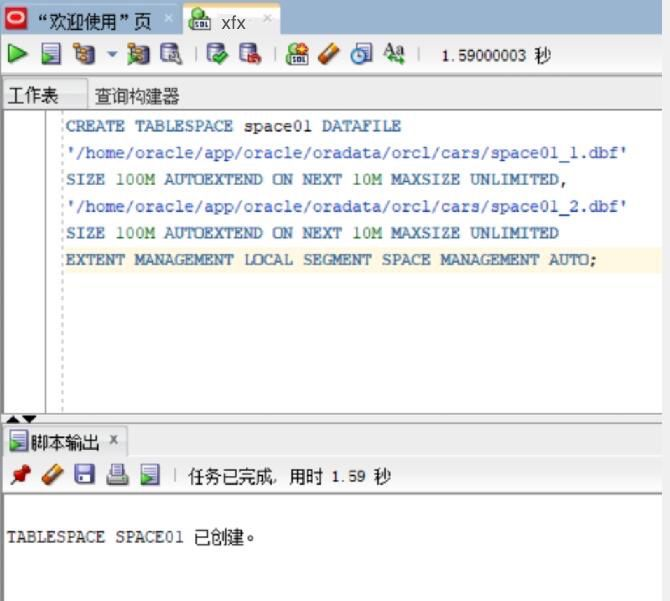 “欢迎使用”页 xfx
1.59000003 秒
工作表 查询构建器
CREATE TABLESPACE space01 DATAFILE
'/home/oracle/app/oracle/oradata/orcl/cars/space01_1.dbf'
SIZE 100M AUTOEXTEND ON NEXT 10M MAXSIZE UNLIMITED,
'/home/oracle/app/oracle/oradata/orcl/cars/space01_2.dbf'
SIZE 100M AUTOEXTEND ON NEXT 10M MAXSIZE UNLIMITED
EXTENT MANAGEMENT LOCAL SEGMENT SPACE MANAGEMENT AUTO;
脚本输出
任务已完成, 用时 1.59 秒
TABLESPACE SPACE01 已创建。